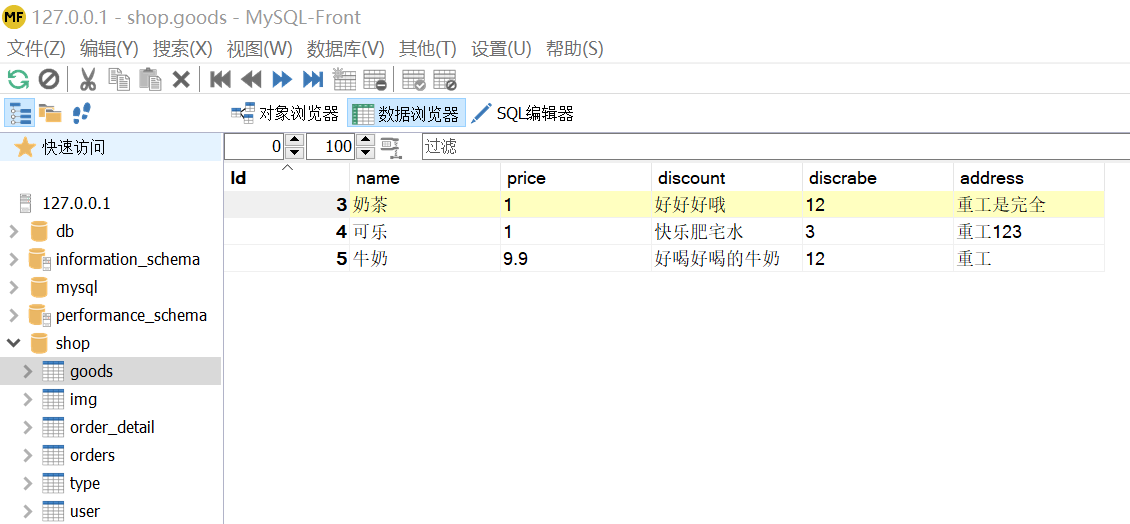 MF 127.0.0.1 - shop.goods - MySQL-Front
文件(Z) 编辑(Y) 搜索(X) 视图(W) 数据库(V) 其他(T) 设置(U) 帮助(S)
对象浏览器 数据浏览器 SQL编辑器
快速访问
0 100 过滤
Id name price discount discrabe address
3 奶茶 1 好好好哦 12 重工是完全
4 可乐 1 快乐肥宅水 3 重工123
5 牛奶 9.9 好喝好喝的牛奶 12 重工
127.0.0.1
db
information_schema
mysql
performance_schema
shop
goods
img
order_detail
orders
type
user